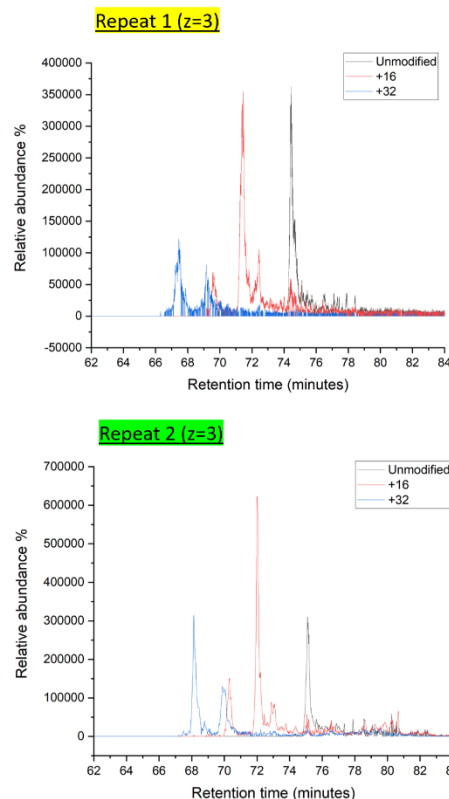 Repeat 1 (z=3)
Unmodified
+16
+32
400000
350000
300000
250000
200000
150000
100000
50000
0
-50000
Relative abundance %
62 64 66 68 70 72 74 76 78 80 82 84
Retention time (minutes)
Repeat 2 (z=3)
Unmodified
+16
+32
700000
600000
500000
400000
300000
200000
100000
0
Relative abundance %
62 64 66 68 70 72 74 76 78 80 82
Retention time (minutes)